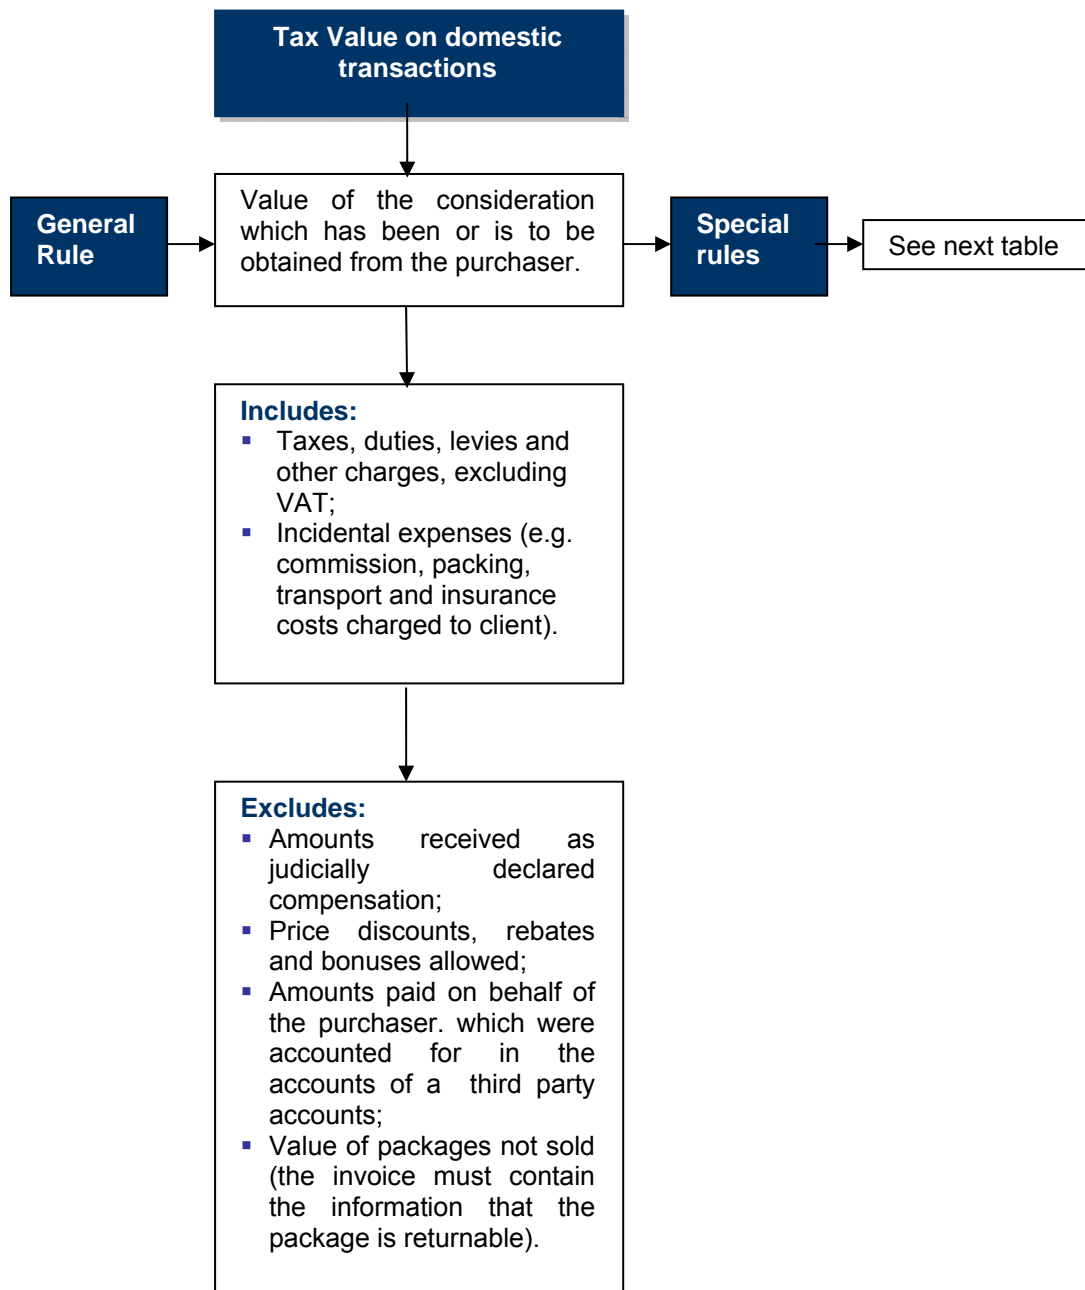 Tax Value on domestic
transactions
General
Rule
Value of the consideration
which has been or is to be
obtained from the purchaser.
Special
rules
See next table
Includes:
▪ Taxes, duties, levies and
other charges, excluding
VAT;
▪ Incidental expenses (e.g.
commission, packing,
transport and insurance
costs charged to client).
Excludes:
▪ Amounts received as
judicially declared
compensation;
▪ Price discounts, rebates
and bonuses allowed;
▪ Amounts paid on behalf of
the purchaser. which were
accounted for in the
accounts of a third party
accounts;
▪ Value of packages not sold
(the invoice must contain
the information that the
package is returnable).